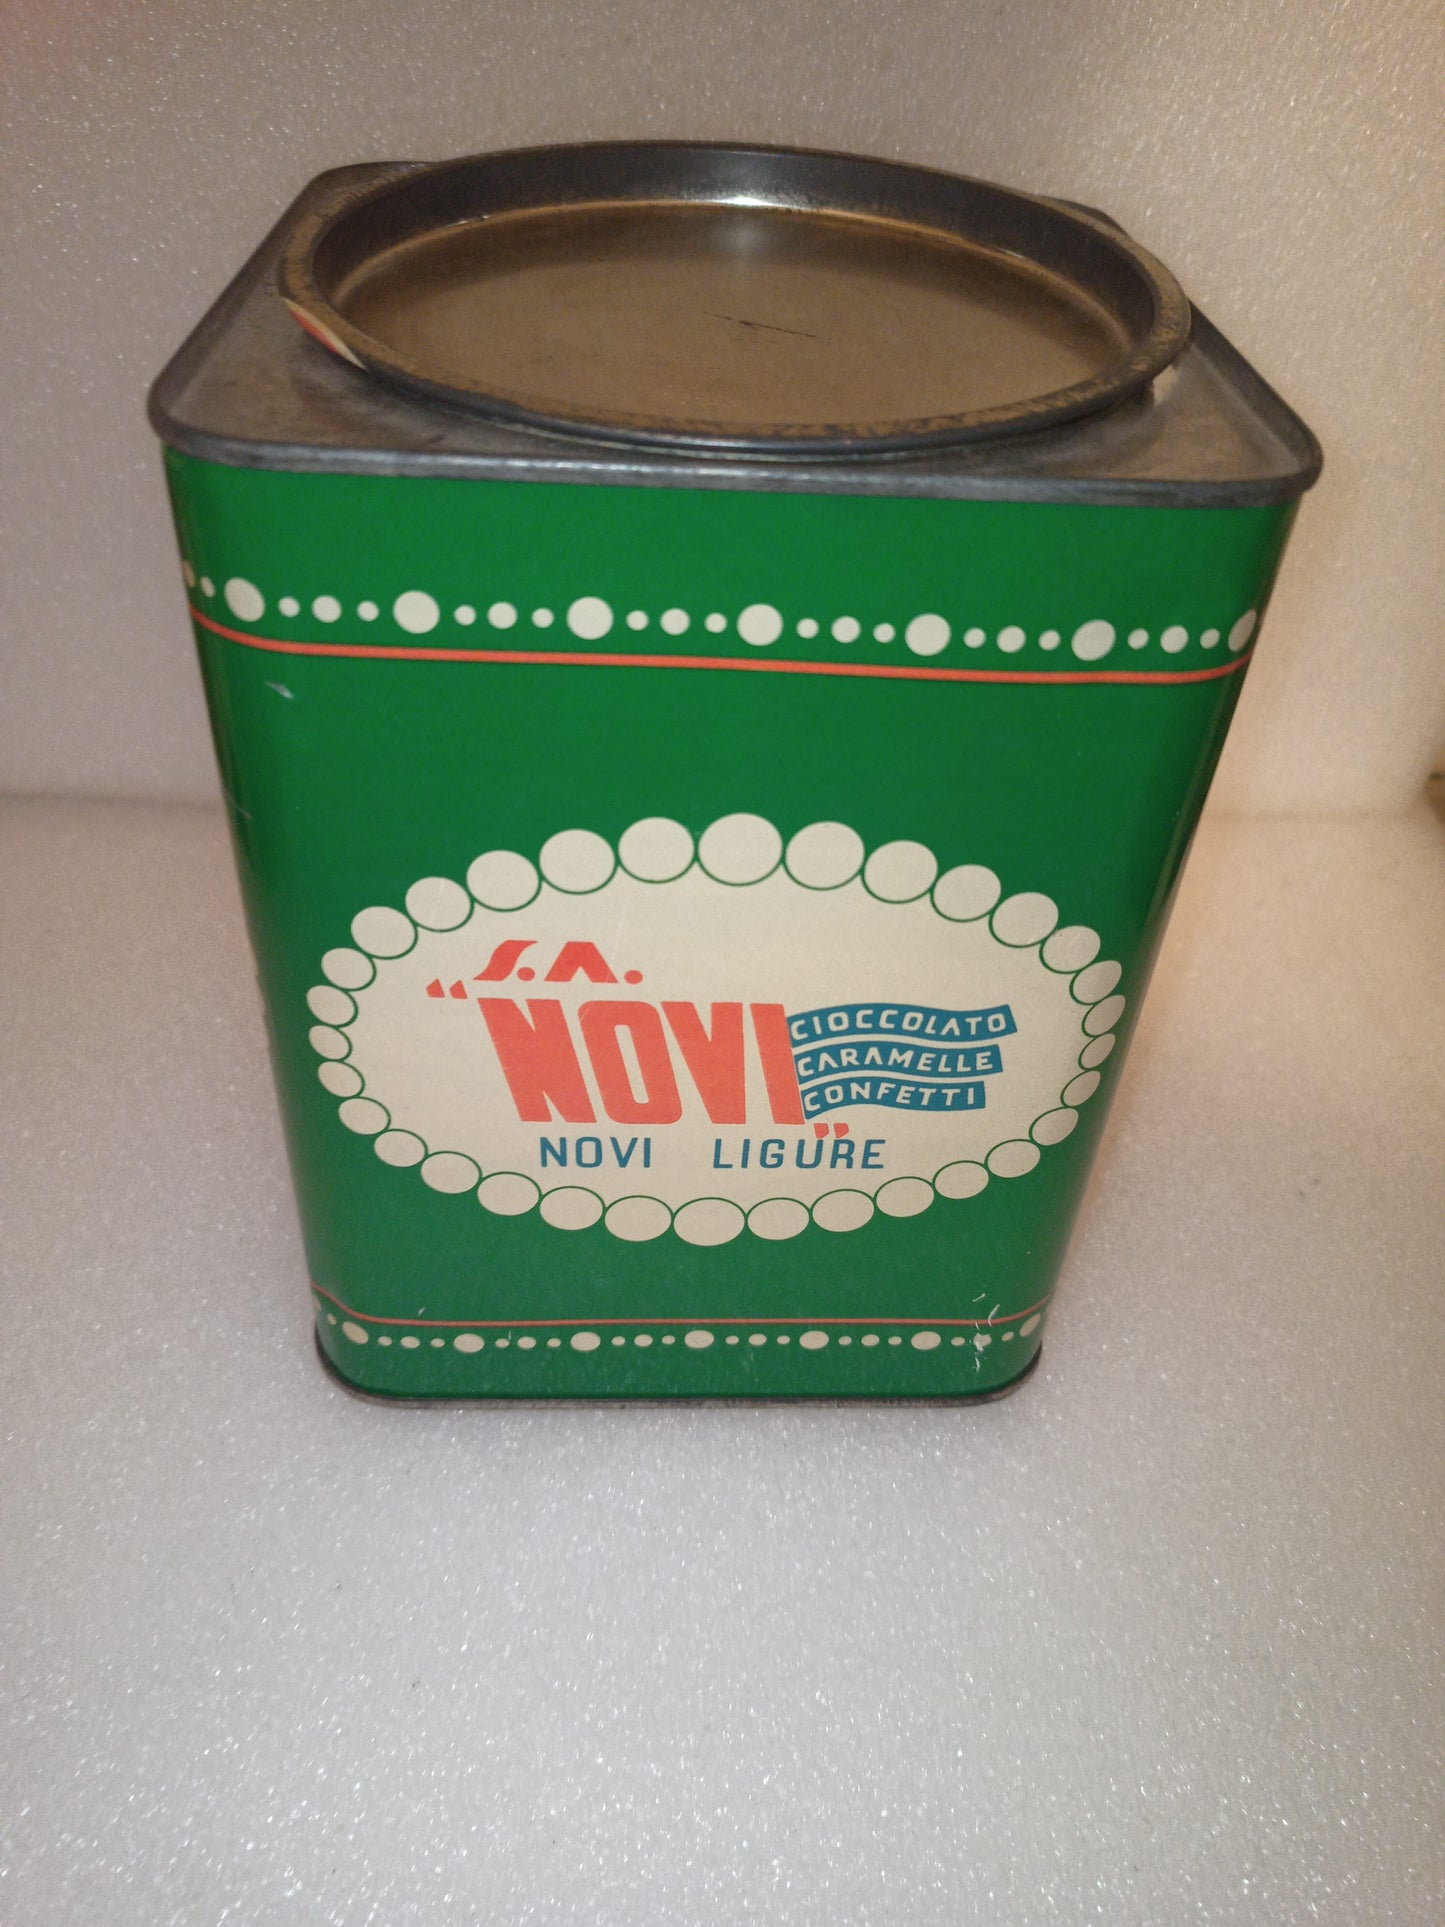 S.A.
"NOVI"
CIOCCOLATO
CARAMELLE
CONFETTI
NOVI LIGURE